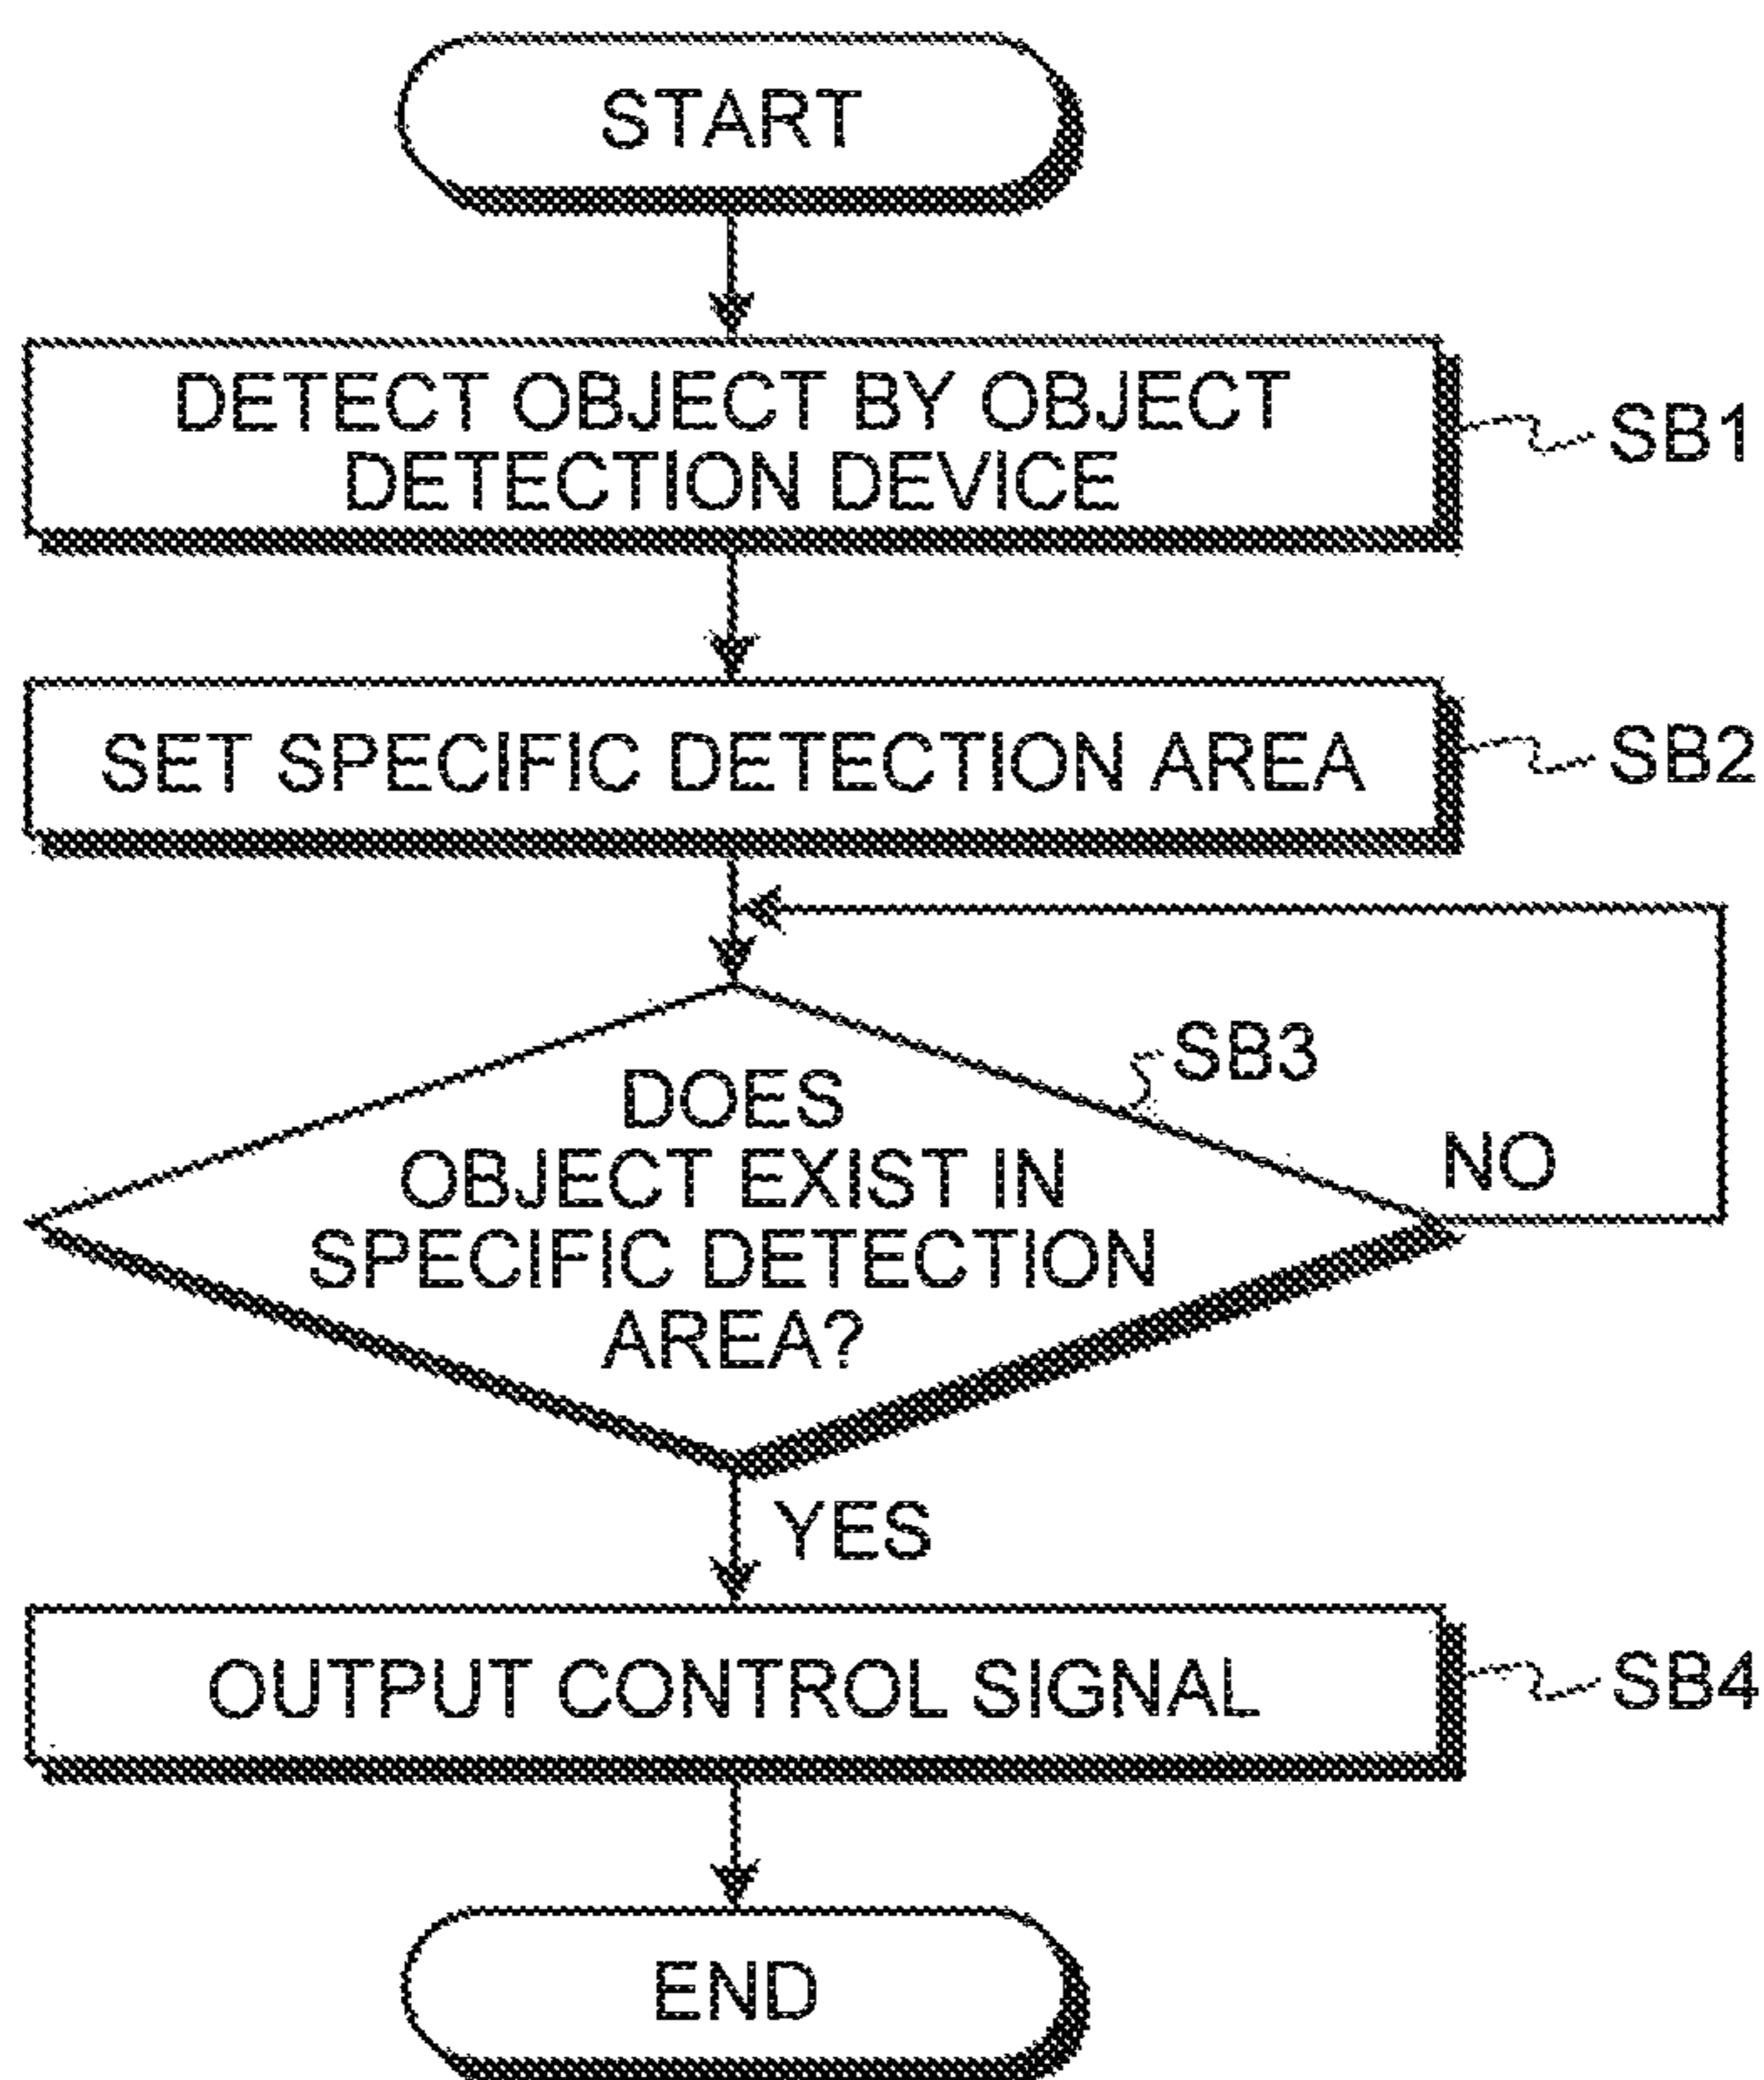 START
DETECT OBJECT BY OBJECT
DETECTION DEVICE
SB1
SET SPECIFIC DETECTION AREA
SB2
SB3
DOES
OBJECT EXIST IN
SPECIFIC DETECTION
AREA?
NO
YES
OUTPUT CONTROL SIGNAL
SB4
END